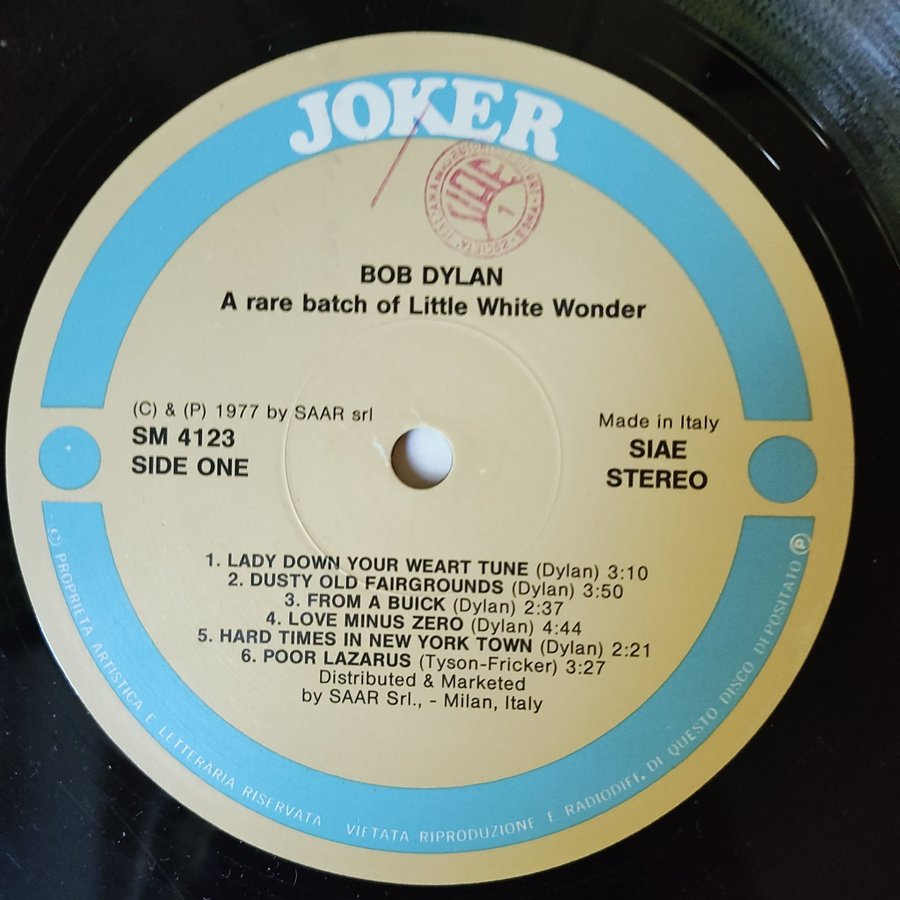 JOKER
SIAE
1
BOB DYLAN
A rare batch of Little White Wonder
(C) & (P) 1977 by SAAR srl
SM 4123
SIDE ONE
Made in Italy
SIAE
STEREO
1. LADY DOWN YOUR WEART TUNE (Dylan) 3:10
2. DUSTY OLD FAIRGROUNDS (Dylan) 3:50
3. FROM A BUICK (Dylan) 2:37
4. LOVE MINUS ZERO (Dylan) 4:44
5. HARD TIMES IN NEW YORK TOWN (Dylan) 2:21
6. POOR LAZARUS (Tyson-Fricker) 3:27
Distributed & Marketed
by SAAR Srl., - Milan, Italy
(C) PROPRIETA ARTISTICA E LETTERARIA RISERVATA VIETATA RIPRODUZIONE E RADIODIFF. DI QUESTO DISCO DEPOSITATO (P)